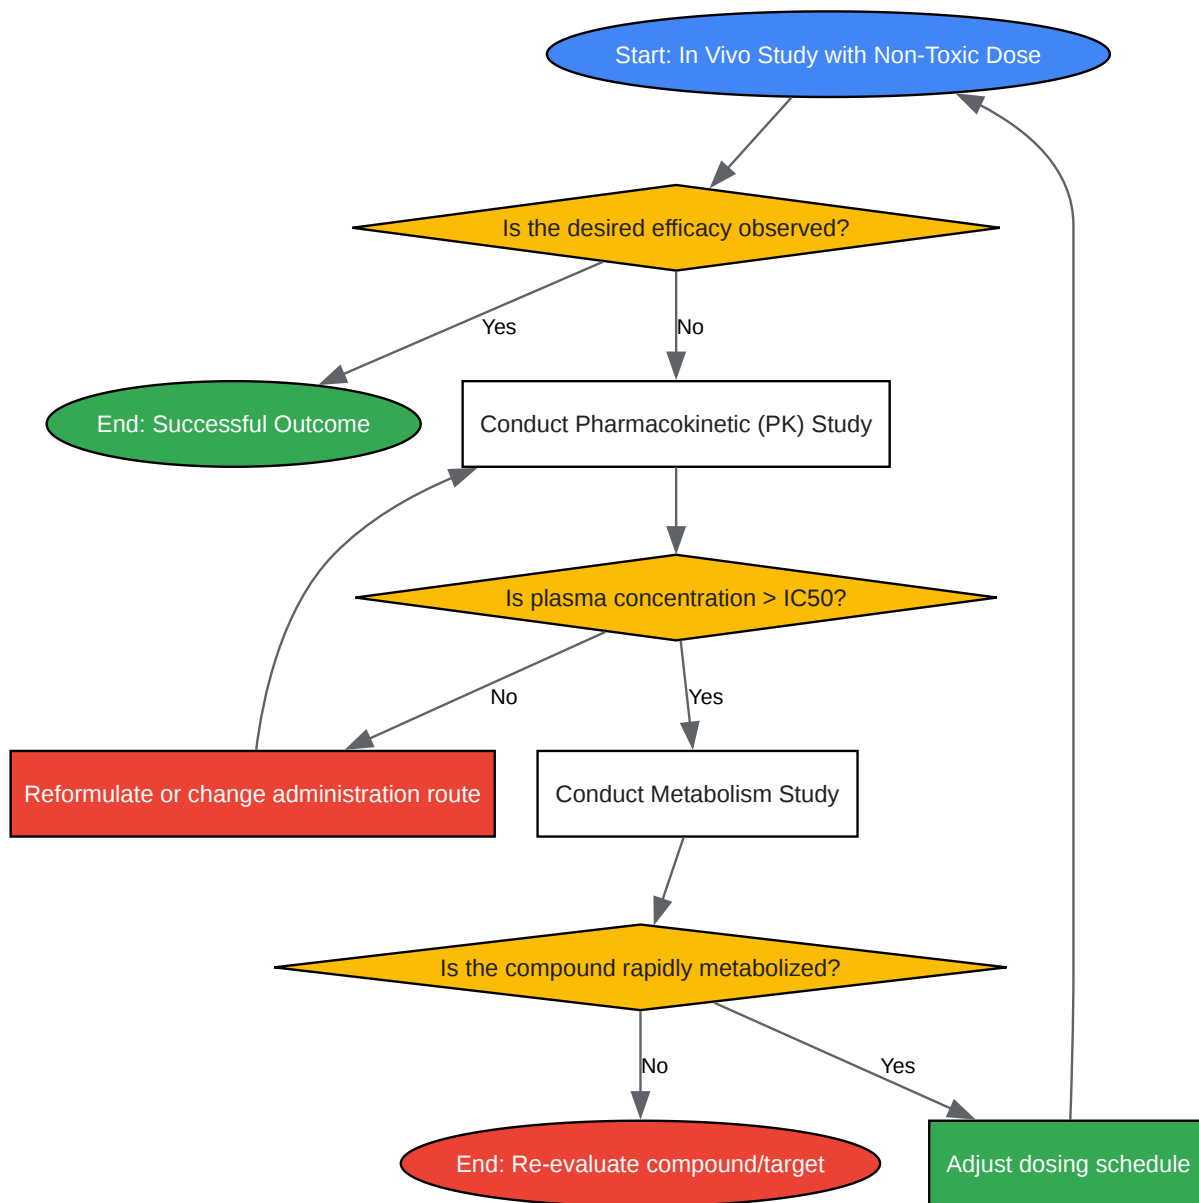 Start: In Vivo Study with Non-Toxic Dose
Is the desired efficacy observed?
Yes
No
End: Successful Outcome
Conduct Pharmacokinetic (PK) Study
Is plasma concentration > IC50?
No
Yes
Reformulate or change administration route
Conduct Metabolism Study
Is the compound rapidly metabolized?
No
Yes
End: Re-evaluate compound/target
Adjust dosing schedule